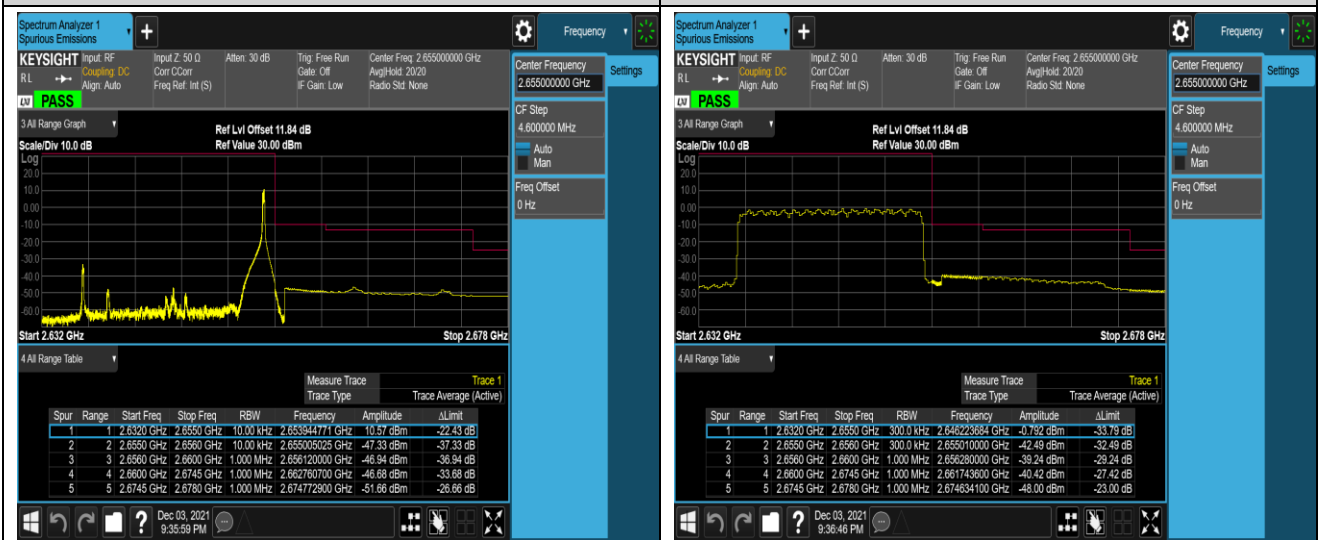 Spectrum Analyzer 1
Spurious Emissions
Frequency
KEYSIGHT
RL
Input: RF
Coupling: DC
Align: Auto
Input Z: 50 Ω
Corr CCorr
Freq Ref: Int (S)
Atten: 30 dB
Trig: Free Run
Gate: Off
IF Gain: Low
Center Freq: 2.655000000 GHz
Avg|Hold: 20/20
Radio Std: None
LXI PASS
Center Frequency
2.655000000 GHz
Settings
CF Step
4.600000 MHz
Auto
Man
Freq Offset
0 Hz
3 All Range Graph
Ref Lvl Offset 11.84 dB
Scale/Div 10.0 dB
Ref Value 30.00 dBm
Log
20.0
10.0
0.00
-10.0
-20.0
-30.0
-40.0
-50.0
-60.0
Start 2.632 GHz
Stop 2.678 GHz
4 All Range Table
Measure Trace Trace 1
Trace Type Trace Average (Active)
Spur Range Start Freq Stop Freq RBW Frequency Amplitude ΔLimit
1 1 2.6320 GHz 2.6550 GHz 10.00 kHz 2.653944771 GHz 10.57 dBm -22.43 dB
2 2 2.6550 GHz 2.6560 GHz 10.00 kHz 2.655005025 GHz -47.33 dBm -37.33 dB
3 3 2.6560 GHz 2.6600 GHz 1.000 MHz 2.656120000 GHz -46.94 dBm -36.94 dB
4 4 2.6600 GHz 2.6745 GHz 1.000 MHz 2.662760700 GHz -46.68 dBm -33.68 dB
5 5 2.6745 GHz 2.6780 GHz 1.000 MHz 2.674772900 GHz -51.66 dBm -26.66 dB
Dec 03, 2021
9:35:59 PM
Spectrum Analyzer 1
Spurious Emissions
Frequency
KEYSIGHT
RL
Input: RF
Coupling: DC
Align: Auto
Input Z: 50 Ω
Corr CCorr
Freq Ref: Int (S)
Atten: 30 dB
Trig: Free Run
Gate: Off
IF Gain: Low
Center Freq: 2.655000000 GHz
Avg|Hold: 20/20
Radio Std: None
LXI PASS
Center Frequency
2.655000000 GHz
Settings
CF Step
4.600000 MHz
Auto
Man
Freq Offset
0 Hz
3 All Range Graph
Ref Lvl Offset 11.84 dB
Scale/Div 10.0 dB
Ref Value 30.00 dBm
Log
20.0
10.0
0.00
-10.0
-20.0
-30.0
-40.0
-50.0
-60.0
Start 2.632 GHz
Stop 2.678 GHz
4 All Range Table
Measure Trace Trace 1
Trace Type Trace Average (Active)
Spur Range Start Freq Stop Freq RBW Frequency Amplitude ΔLimit
1 1 2.6320 GHz 2.6550 GHz 300.0 kHz 2.646223684 GHz -0.792 dBm -33.79 dB
2 2 2.6550 GHz 2.6560 GHz 300.0 kHz 2.655010000 GHz -42.49 dBm -32.49 dB
3 3 2.6560 GHz 2.6600 GHz 1.000 MHz 2.656280000 GHz -39.24 dBm -29.24 dB
4 4 2.6600 GHz 2.6745 GHz 1.000 MHz 2.661743600 GHz -40.42 dBm -27.42 dB
5 5 2.6745 GHz 2.6780 GHz 1.000 MHz 2.674634100 GHz -48.00 dBm -23.00 dB
Dec 03, 2021
9:36:46 PM